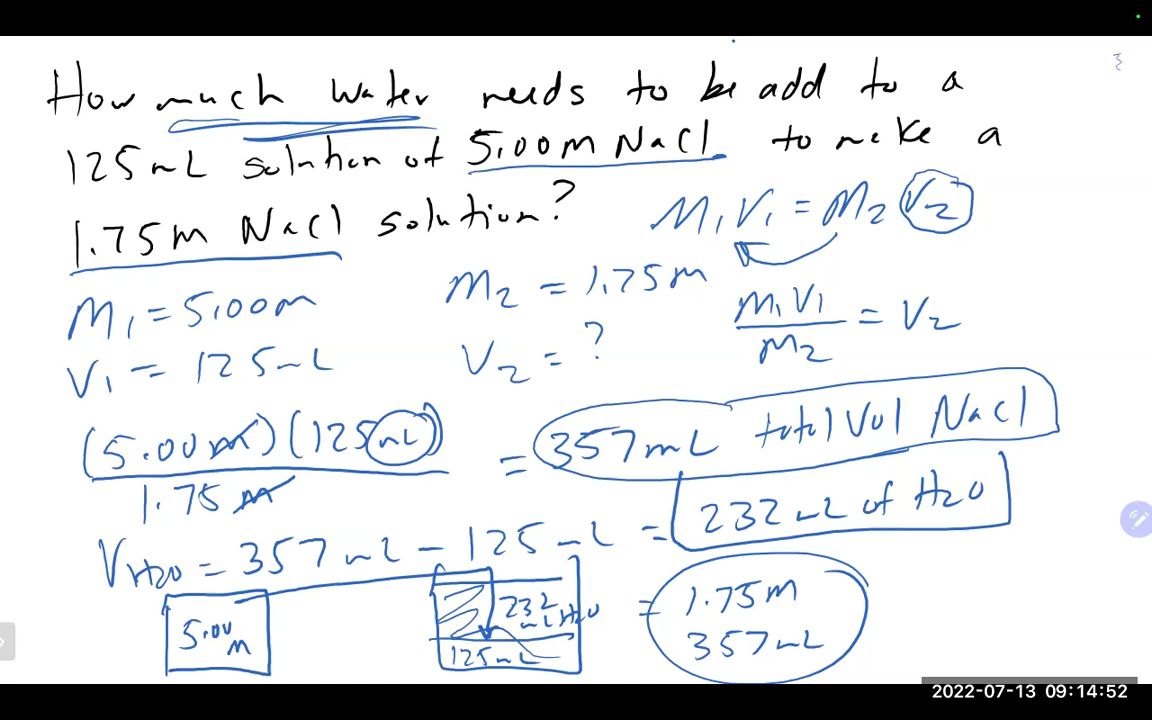 How much water needs to be add to a
125mL solution of 5.00M NaCl to make a
1.75M NaCl solution?
M1V1 = M2V2
M1 = 5.00M
M2 = 1.75M
M1V1 / M2 = V2
V1 = 125mL
V2 = ?
(5.00M)(125mL) / 1.75M = 357mL total Vol NaCl
VH2O = 357mL - 125mL = 232mL of H2O
5.00M
232 mL H2O
125mL
= 1.75M
357mL
2022-07-13 09:14:52